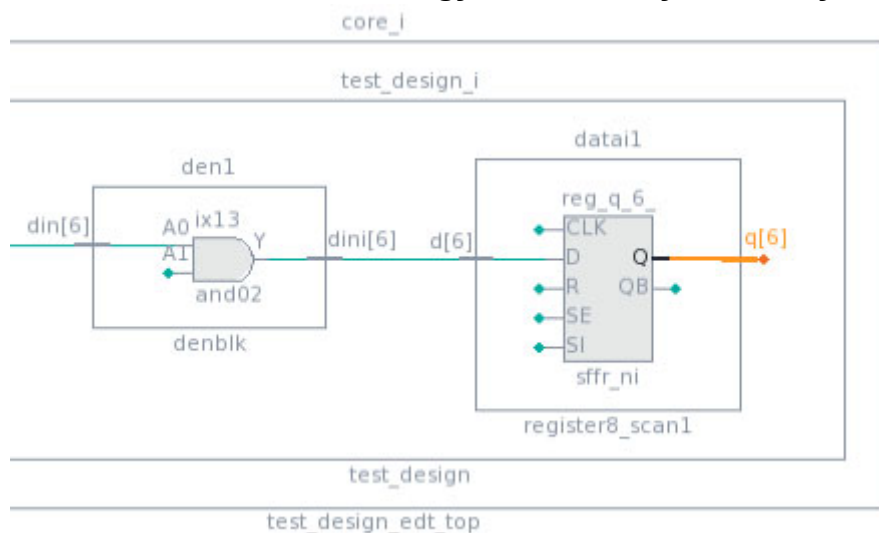 core_i
test_design_i
datai1
den1
reg_q_6_
din[6] A0 ix13 Y dini[6] d[6] CLK q[6]
A1 D Q
and02 R QB
SE
denblk SI
sffr_ni
register8_scan1
test_design
test_design_edt_top